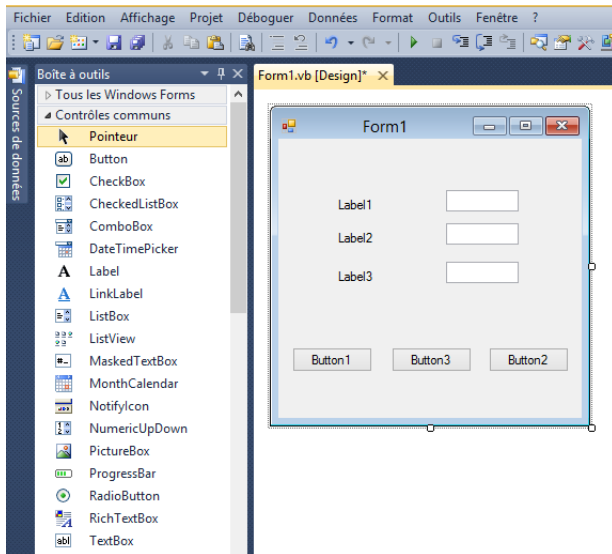 Fichier Edition Affichage Projet Déboguer Données Format Outils Fenêtre ?
Sources de données
Boîte à outils
Tous les Windows Forms
Contrôles communs
Pointeur
Button
CheckBox
CheckedListBox
ComboBox
DateTimePicker
A Label
A LinkLabel
ListBox
ListView
MaskedTextBox
MonthCalendar
NotifyIcon
NumericUpDown
PictureBox
ProgressBar
RadioButton
RichTextBox
abl TextBox
Form1.vb [Design]*
Form1
Label1
Label2
Label3
Button1 Button3 Button2